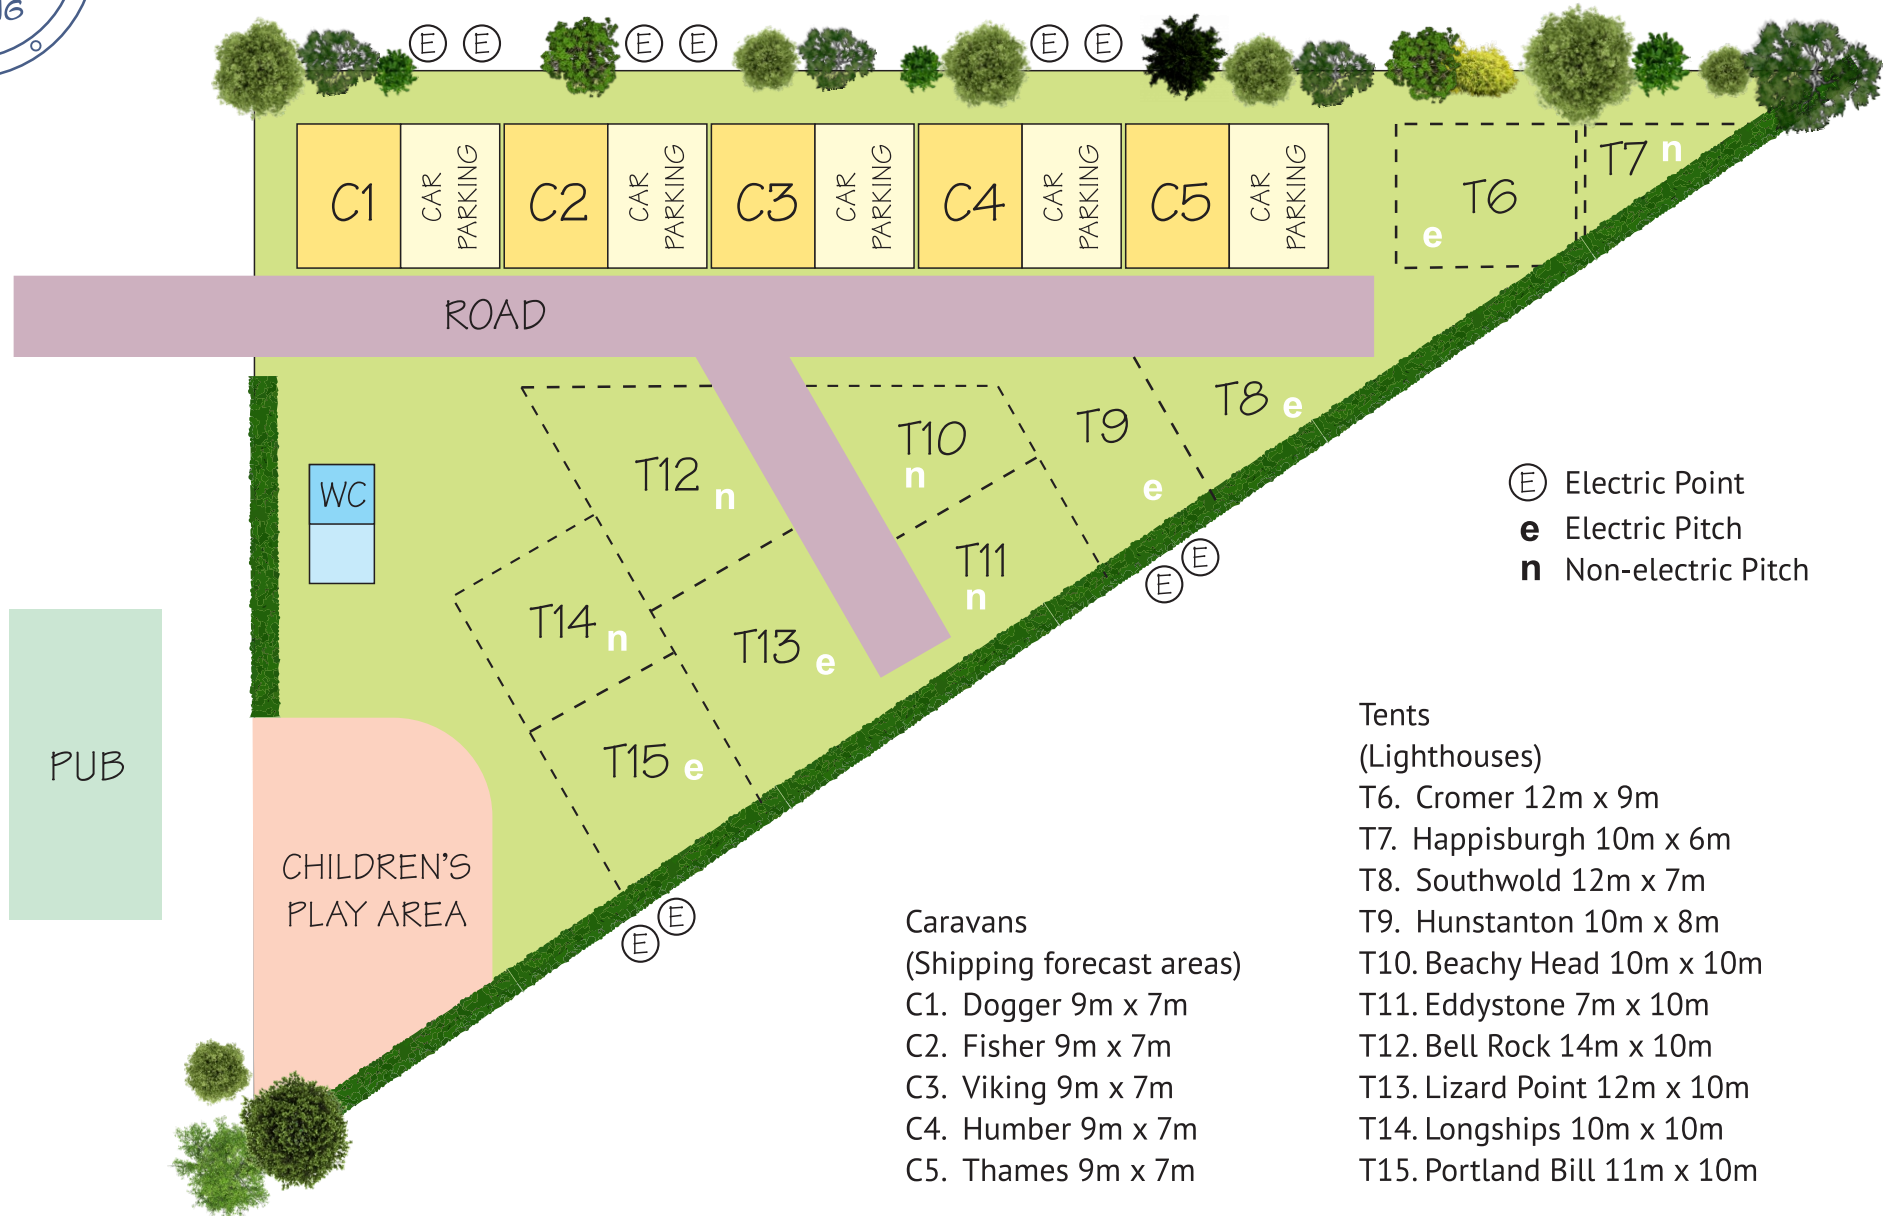 E E E E E E
C1 CAR PARKING C2 CAR PARKING C3 CAR PARKING C4 CAR PARKING C5 CAR PARKING
T6 e
T7 n
ROAD
T8 e
T9 e
T10 n
T11 n
T12 n
T13 e
T14 n
T15 e
WC
E E
E E
PUB
CHILDREN'S
PLAY AREA
E Electric Point
e Electric Pitch
n Non-electric Pitch
Caravans
(Shipping forecast areas)
C1. Dogger 9m x 7m
C2. Fisher 9m x 7m
C3. Viking 9m x 7m
C4. Humber 9m x 7m
C5. Thames 9m x 7m
Tents
(Lighthouses)
T6. Cromer 12m x 9m
T7. Happisburgh 10m x 6m
T8. Southwold 12m x 7m
T9. Hunstanton 10m x 8m
T10. Beachy Head 10m x 10m
T11. Eddystone 7m x 10m
T12. Bell Rock 14m x 10m
T13. Lizard Point 12m x 10m
T14. Longships 10m x 10m
T15. Portland Bill 11m x 10m